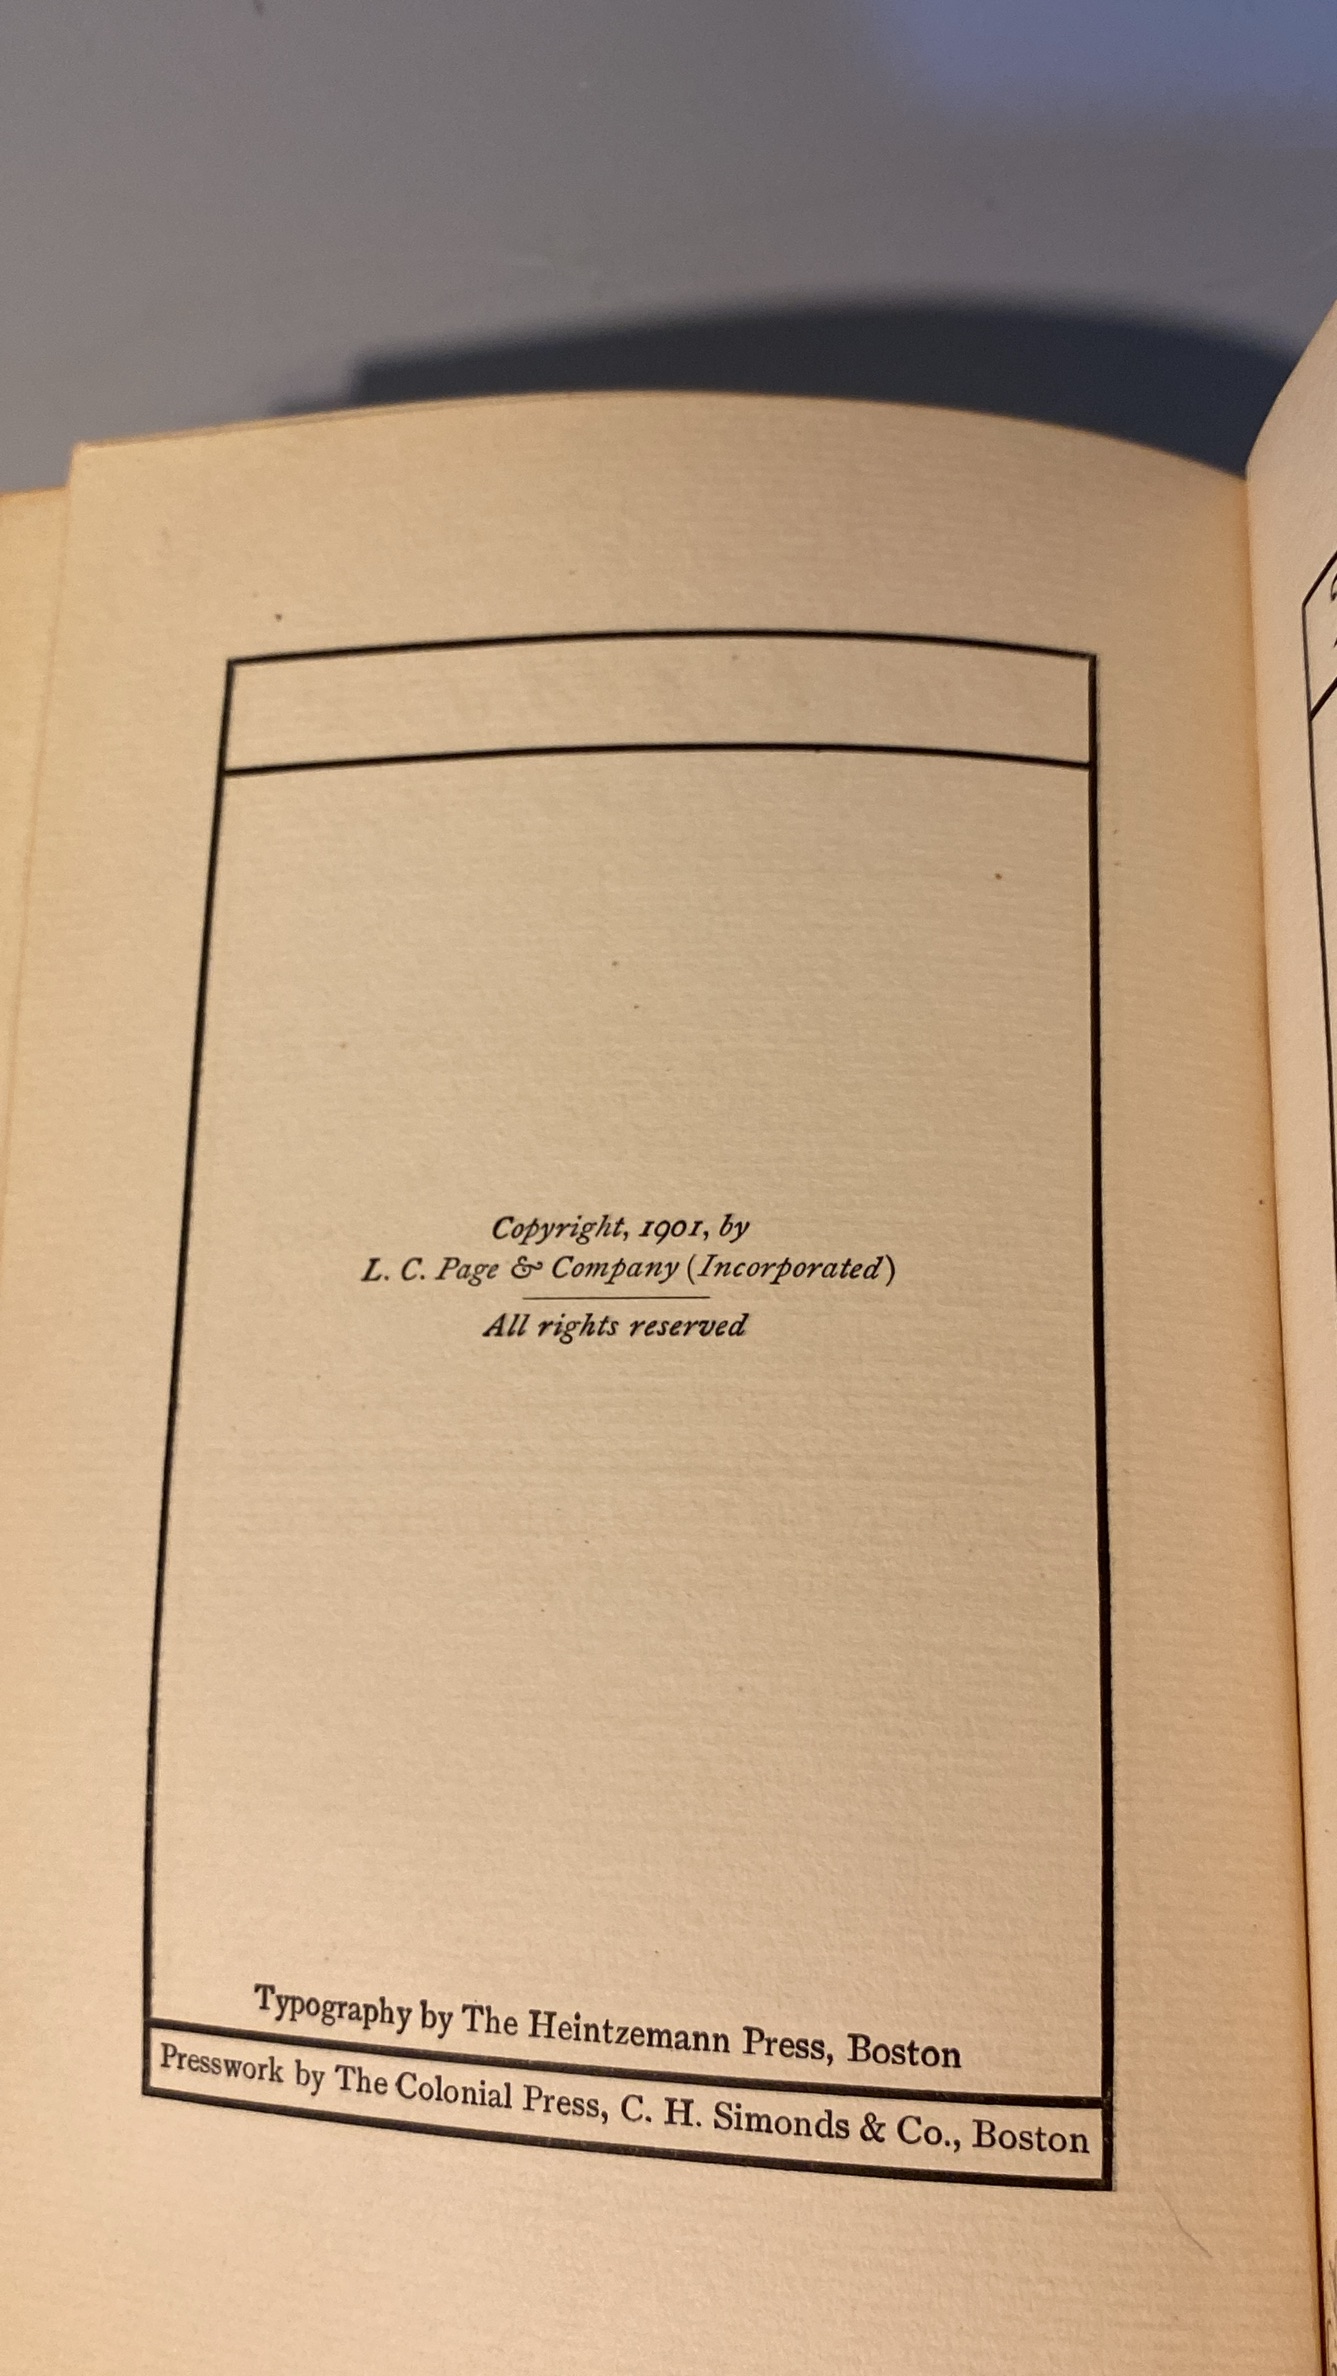 Copyright, 1901, by
L. C. Page & Company (Incorporated)
All rights reserved
Typography by The Heintzemann Press, Boston
Presswork by The Colonial Press, C. H. Simonds & Co., Boston